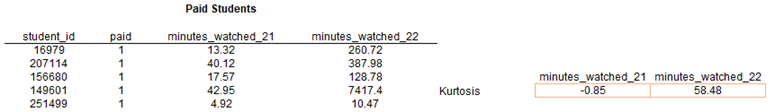 Paid Students
student_id paid minutes_watched_21 minutes_watched_22
16979 1 13.32 260.72
207114 1 40.12 387.98
156680 1 17.57 128.78
149601 1 42.95 7417.4
251499 1 4.92 10.47
minutes_watched_21 minutes_watched_22
Kurtosis -0.85 58.48